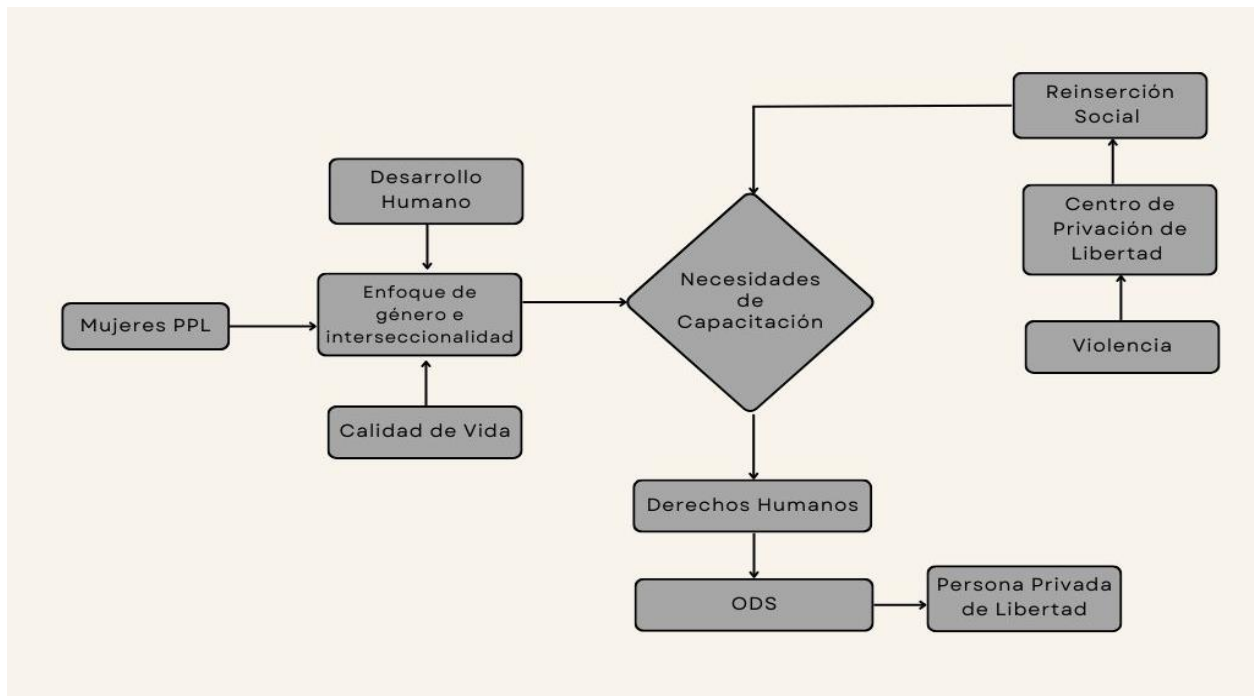 Reinserción
Social
Desarrollo
Humano
Centro de
Privación de
Libertad
Enfoque de
género e
interseccionalidad
Necesidades
de
Capacitación
Mujeres PPL
Violencia
Calidad de Vida
Derechos Humanos
ODS
Persona Privada
de Libertad